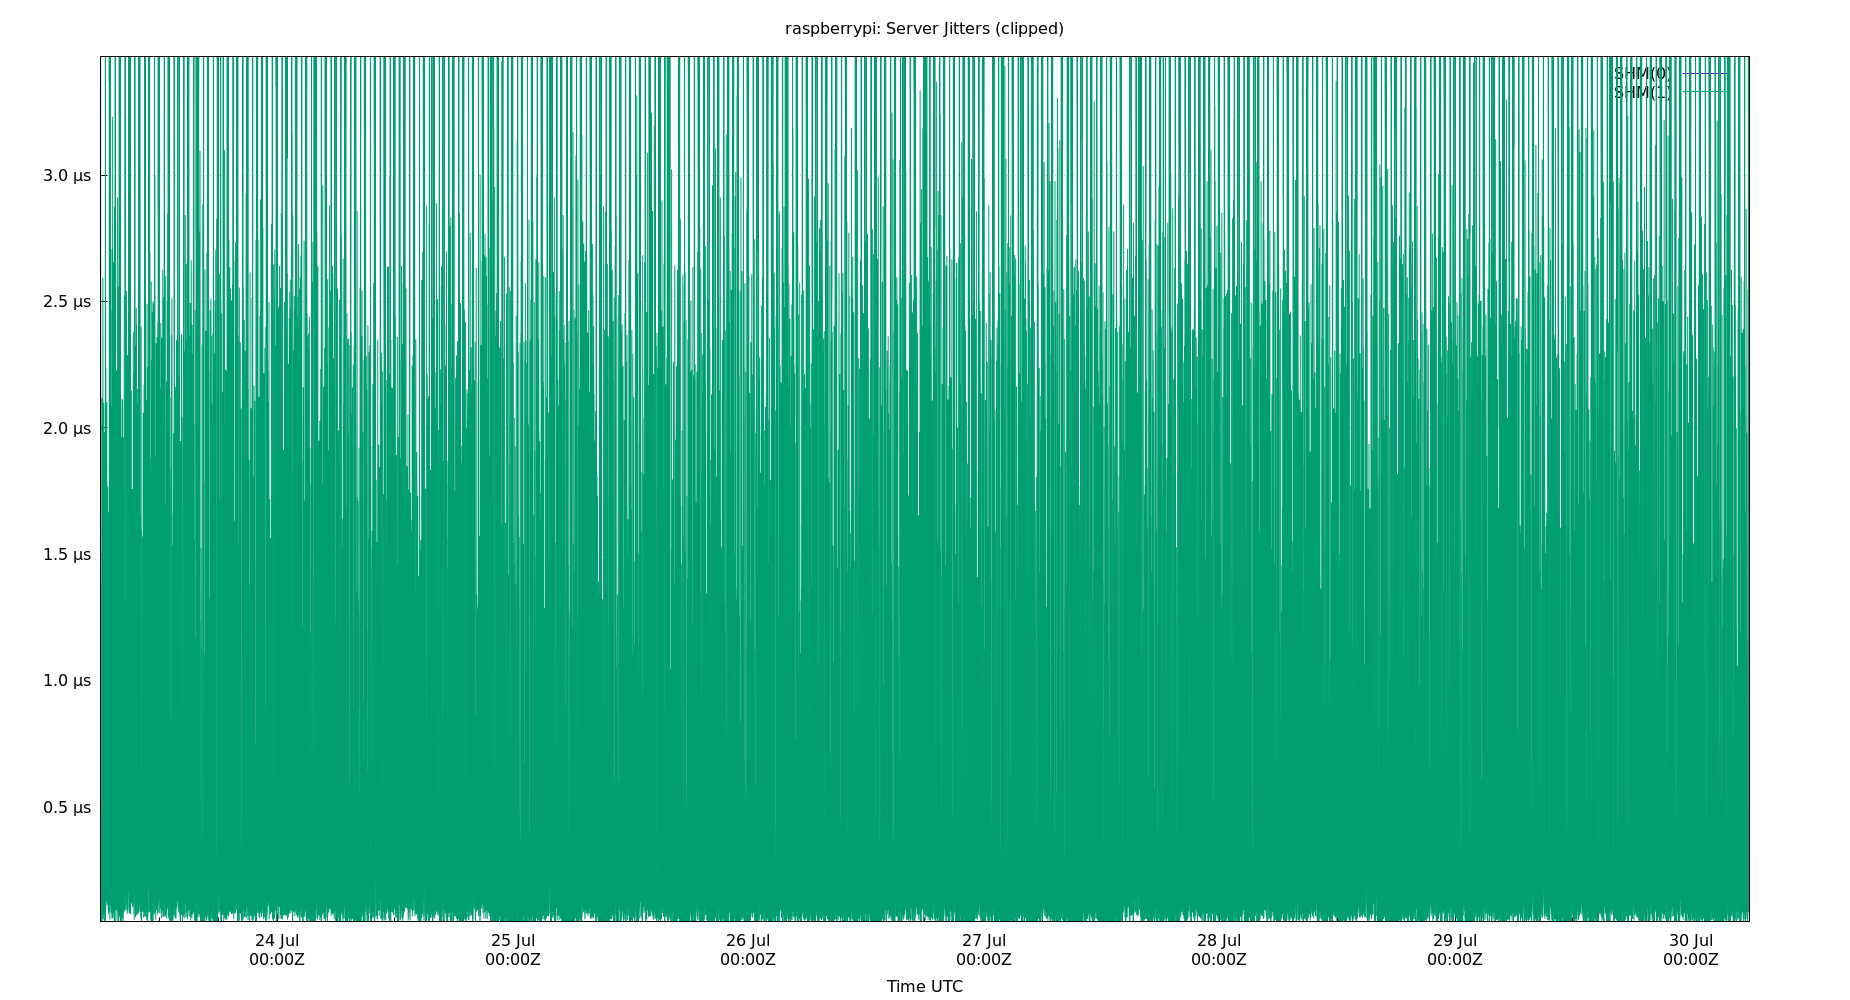 raspberrypi: Server Jitters (clipped)
SHM(0)
SHM(1)
3.0 µs
2.5 µs
2.0 µs
1.5 µs
1.0 µs
0.5 µs
24 Jul 25 Jul 26 Jul 27 Jul 28 Jul 29 Jul 30 Jul
00:00Z 00:00Z 00:00Z 00:00Z 00:00Z 00:00Z 00:00Z
Time UTC